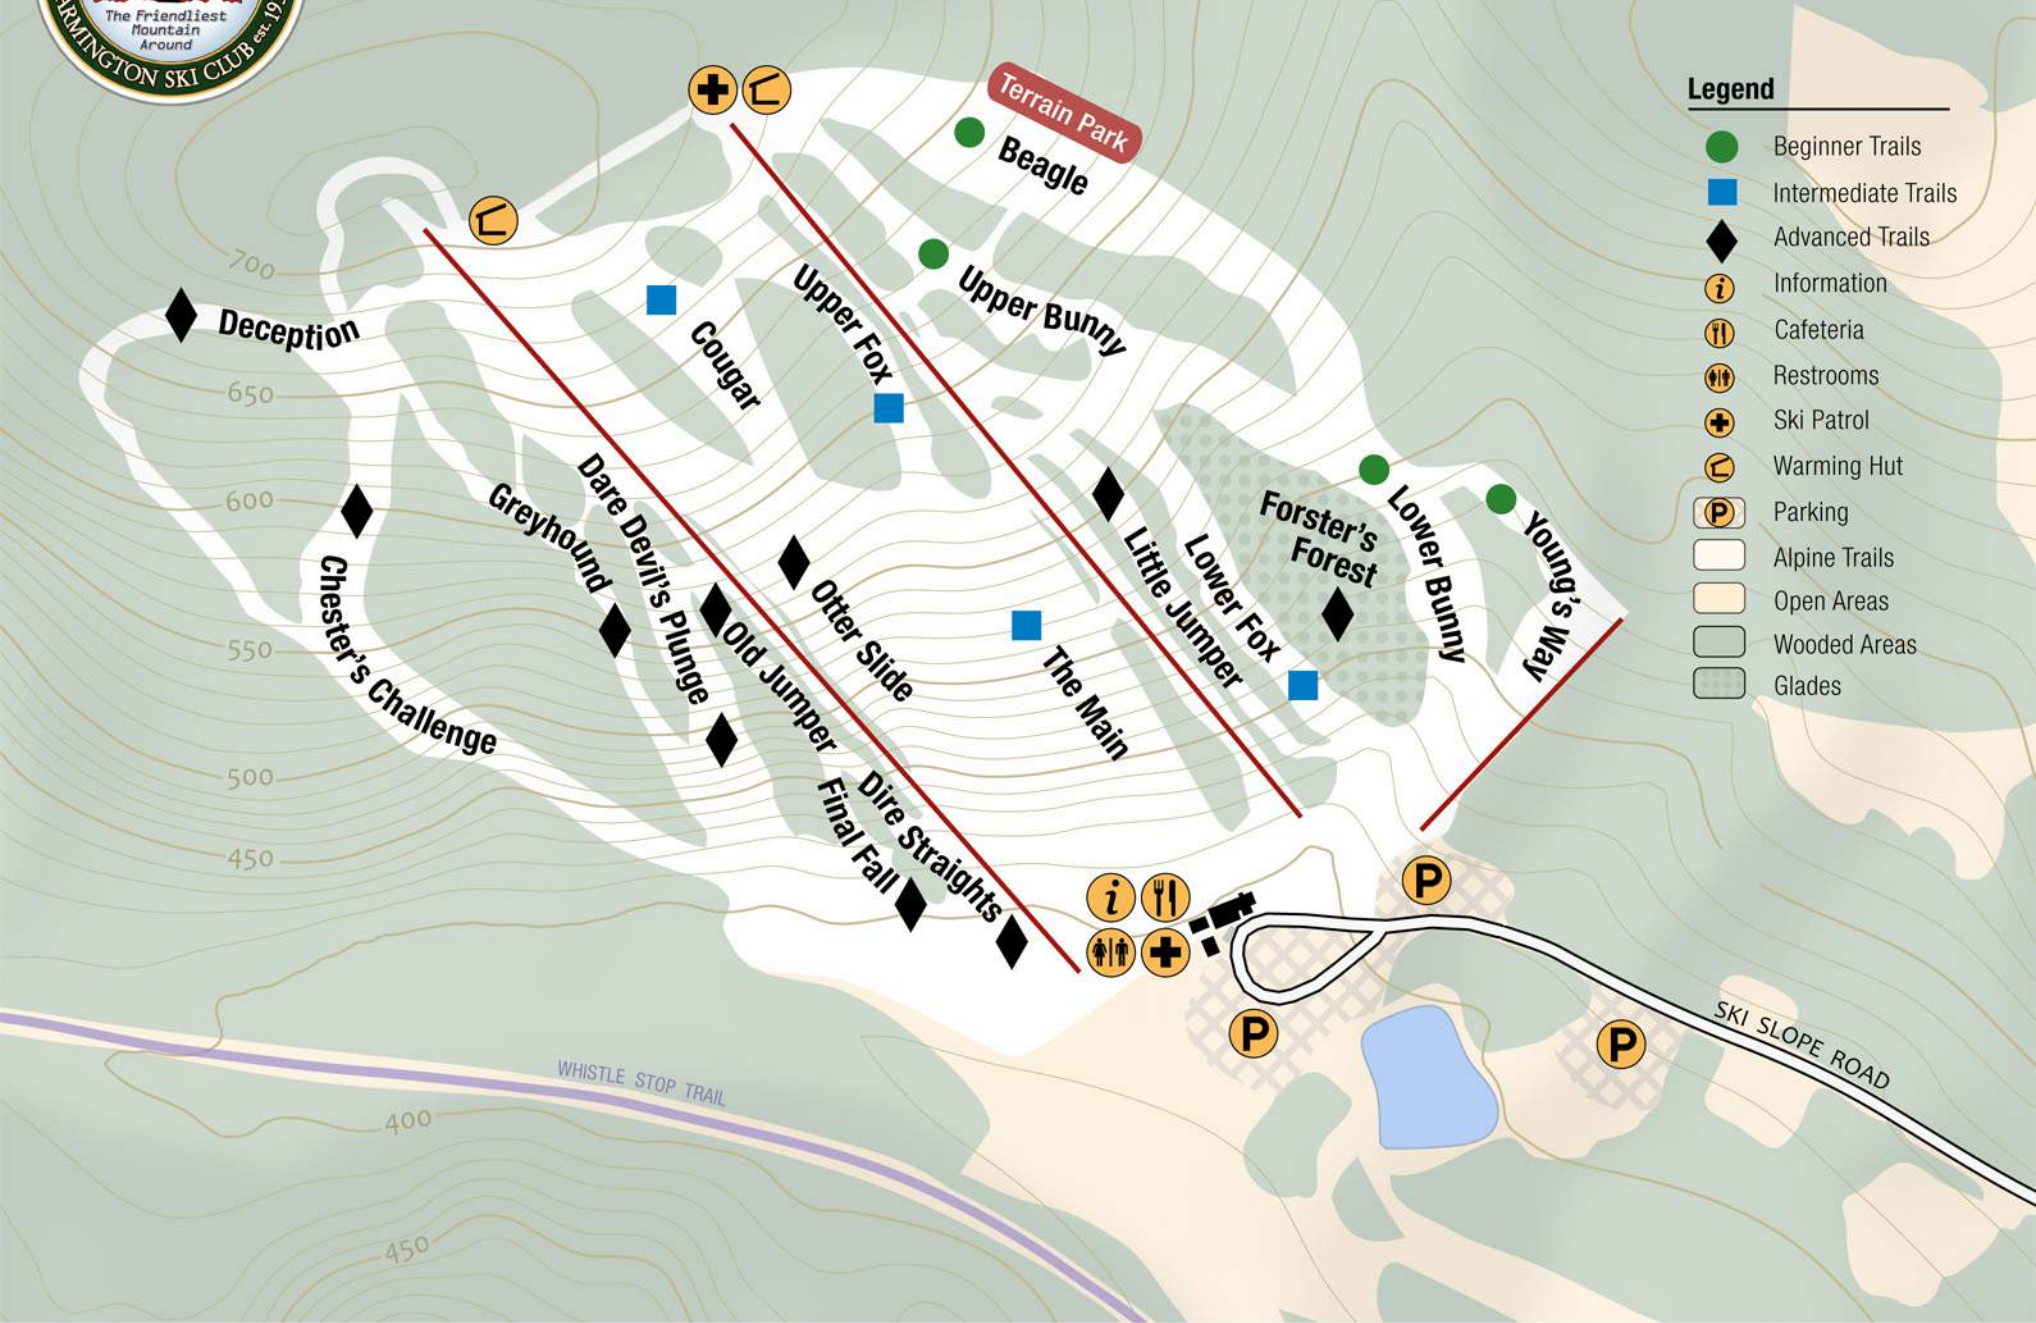 The Friendliest
Mountain
Around
ARMINGTON SKI CLUB est. 19
Terrain Park
Beagle
Upper Bunny
Upper Fox
Cougar
700
Deception
650
600
550
500
450
Dare Devil's Plunge
Greyhound
Chester's Challenge
Old Jumper
Otter Slide
The Main
Little Jumper
Lower Fox
Forster's
Forest
Lower Bunny
Young's Way
Final Fall
Dire Straights
i
P
P
P
SKI SLOPE ROAD
WHISTLE STOP TRAIL
400
450
Legend
Beginner Trails
Intermediate Trails
Advanced Trails
i Information
Cafeteria
Restrooms
Ski Patrol
Warming Hut
P Parking
Alpine Trails
Open Areas
Wooded Areas
Glades